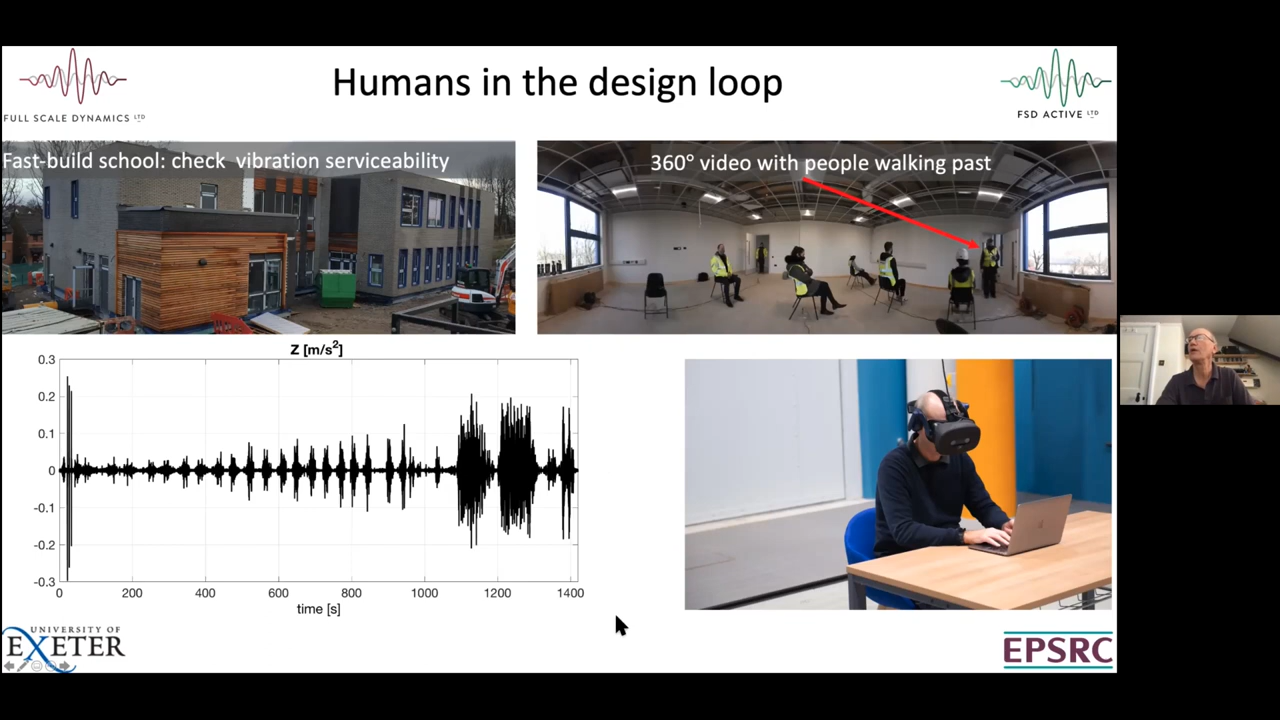 Humans in the design loop
FULL SCALE DYNAMICS LTD
FSD ACTIVE LTD
Fast-build school: check vibration serviceability
360° video with people walking past
Z [m/s²]
0.3
0.2
0.1
0
-0.1
-0.2
-0.3
0 200 400 600 800 1000 1200 1400
time [s]
UNIVERSITY OF
EXETER
EPSRC